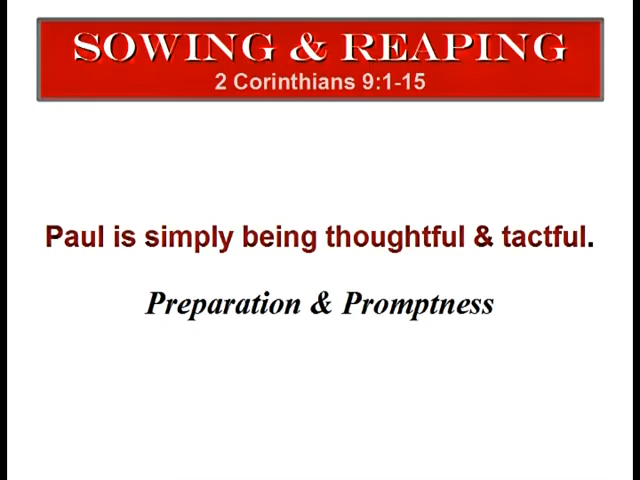 SOWING & REAPING
2 Corinthians 9:1-15
Paul is simply being thoughtful & tactful.
Preparation & Promptness